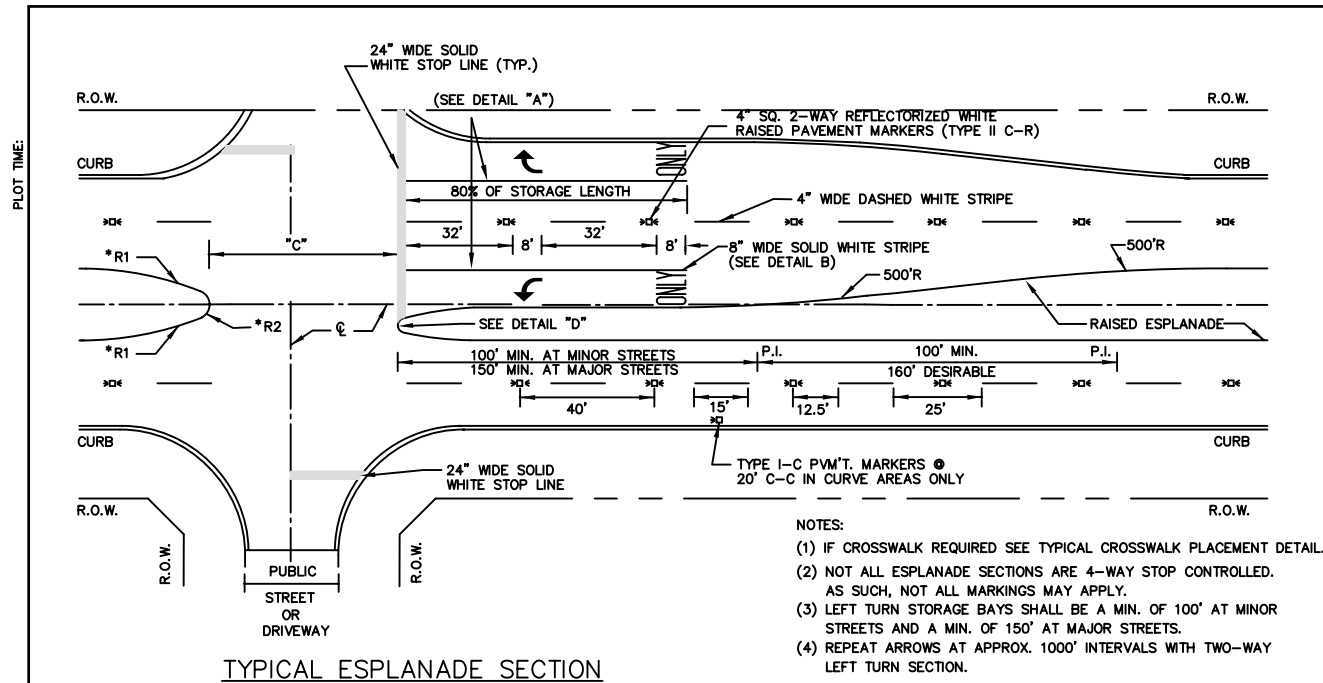 PLOT TIME:
24" WIDE SOLID
WHITE STOP LINE (TYP.)
R.O.W.
(SEE DETAIL "A")
4" SQ. 2-WAY REFLECTORIZED WHITE
RAISED PAVEMENT MARKERS (TYPE II C-R)
R.O.W.
CURB
ONLY
CURB
80% OF STORAGE LENGTH
4" WIDE DASHED WHITE STRIPE
"C"
32'
8'
32'
8'
8" WIDE SOLID WHITE STRIPE
(SEE DETAIL B)
500'R
500'R
*R1
ONLY
*R2
℄
SEE DETAIL "D"
RAISED ESPLANADE
*R1
100' MIN. AT MINOR STREETS
150' MIN. AT MAJOR STREETS
P.I.
100' MIN.
160' DESIRABLE
P.I.
40'
15'
12.5'
25'
CURB
CURB
24" WIDE SOLID
WHITE STOP LINE
TYPE I-C PVM'T. MARKERS @
20' C-C IN CURVE AREAS ONLY
R.O.W.
R.O.W.
R.O.W.
R.O.W.
PUBLIC
STREET
OR
DRIVEWAY
NOTES:
(1) IF CROSSWALK REQUIRED SEE TYPICAL CROSSWALK PLACEMENT DETAIL.
(2) NOT ALL ESPLANADE SECTIONS ARE 4-WAY STOP CONTROLLED.
AS SUCH, NOT ALL MARKINGS MAY APPLY.
(3) LEFT TURN STORAGE BAYS SHALL BE A MIN. OF 100' AT MINOR
STREETS AND A MIN. OF 150' AT MAJOR STREETS.
(4) REPEAT ARROWS AT APPROX. 1000' INTERVALS WITH TWO-WAY
LEFT TURN SECTION.
TYPICAL ESPLANADE SECTION